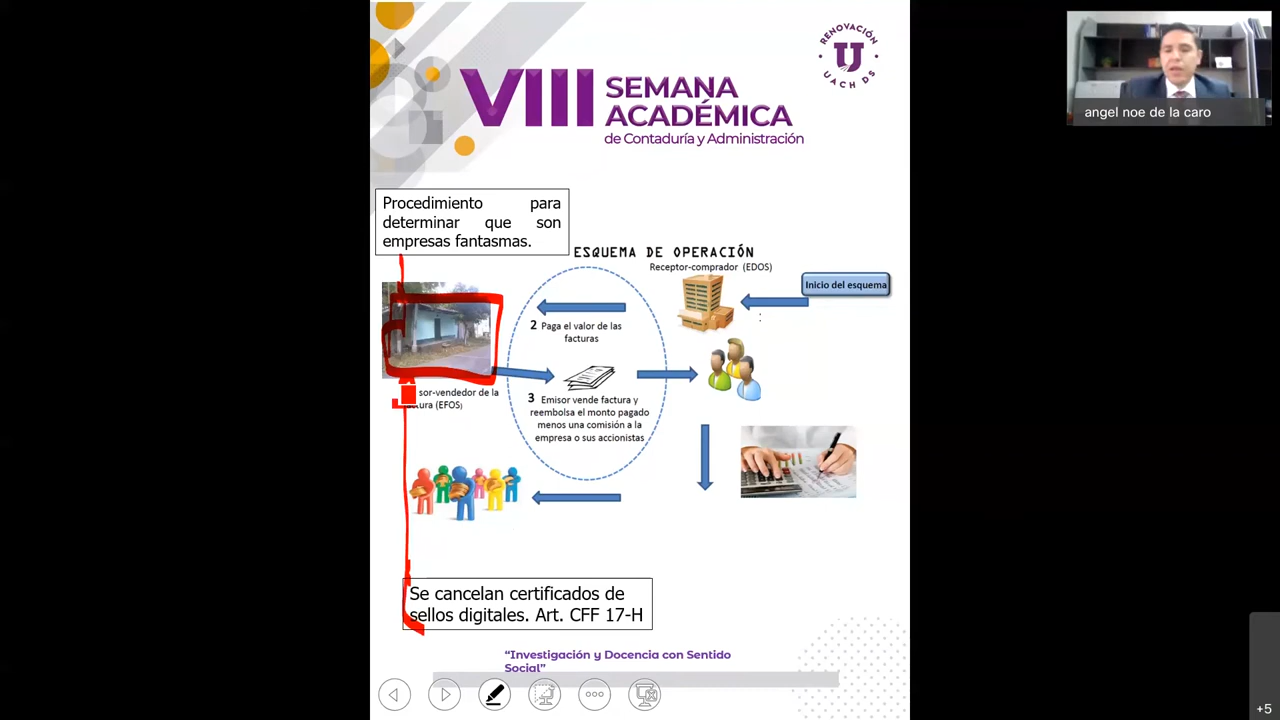 RENOVACIÓN
UACH DS
VIII SEMANA
ACADÉMICA
de Contaduría y Administración
angel noe de la caro
Procedimiento para
determinar que son
empresas fantasmas.
ESQUEMA DE OPERACIÓN
Receptor-comprador (EDOS)
Inicio del esquema
:
2 Paga el valor de las
facturas
sor-vendedor de la
tura (EFOS)
3 Emisor vende factura y
reembolsa el monto pagado
menos una comisión a la
empresa o sus accionistas
Se cancelan certificados de
sellos digitales. Art. CFF 17-H
“Investigación y Docencia con Sentido
Social”
+5